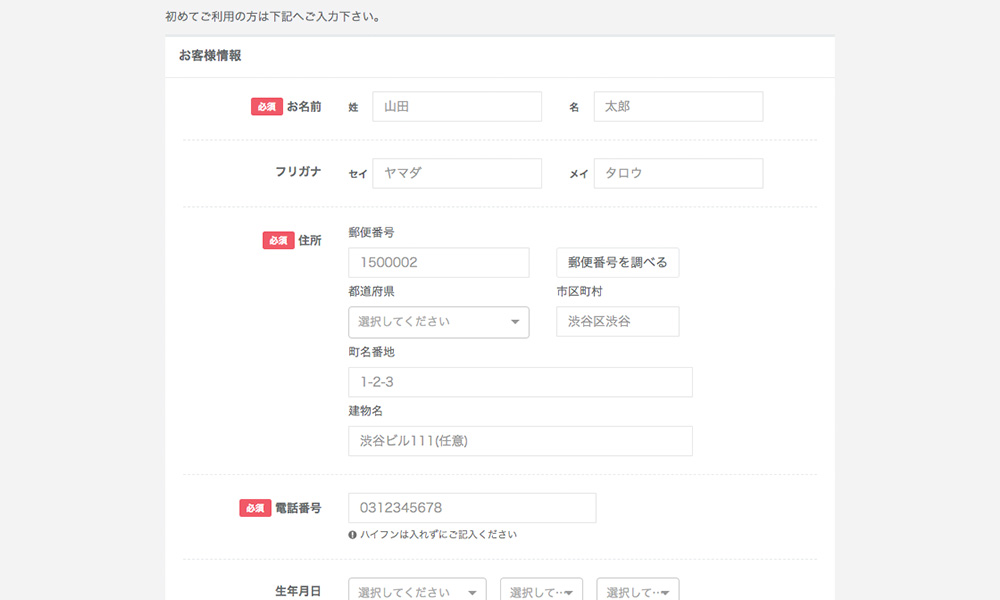 初めてご利用の方は下記へご入力下さい。
お客様情報
必須 お名前 姓 山田 名 太郎
フリガナ セイ ヤマダ メイ タロウ
郵便番号
必須 住所
1500002 郵便番号を調べる
都道府県 市区町村
選択してください 渋谷区渋谷
町名番地
1-2-3
建物名
渋谷ビル111(任意)
必須 電話番号 0312345678
ハイフンは入れずにご記入ください
生年月日 選択してください 選択して… 選択して…